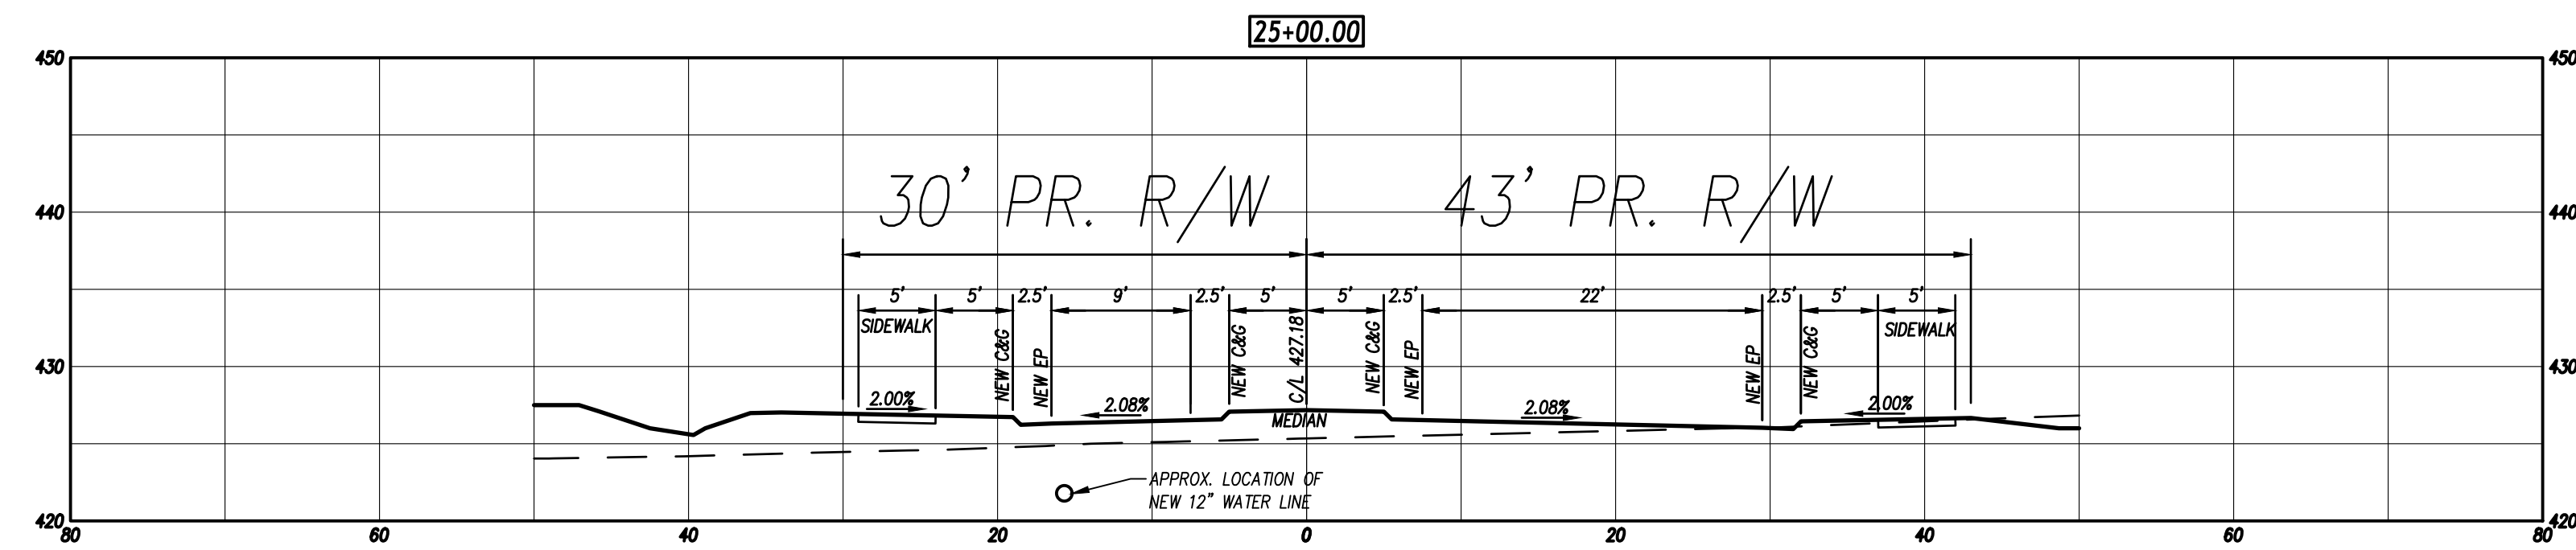 25+00.00
450 450
30' PR. R/W 43' PR. R/W
440 440
5' 5' 2.5' 9' 2.5' 5' 5' 2.5' 22' 2.5' 5' 5'
SIDEWALK SIDEWALK
NEW C&G NEW EP NEW C&G C/L 427.18 NEW C&G NEW EP NEW EP NEW C&G
430 430
2.00% 2.08% 2.08% 2.00%
MEDIAN
APPROX. LOCATION OF
NEW 12" WATER LINE
420 420
80 60 40 20 0 20 40 60 80